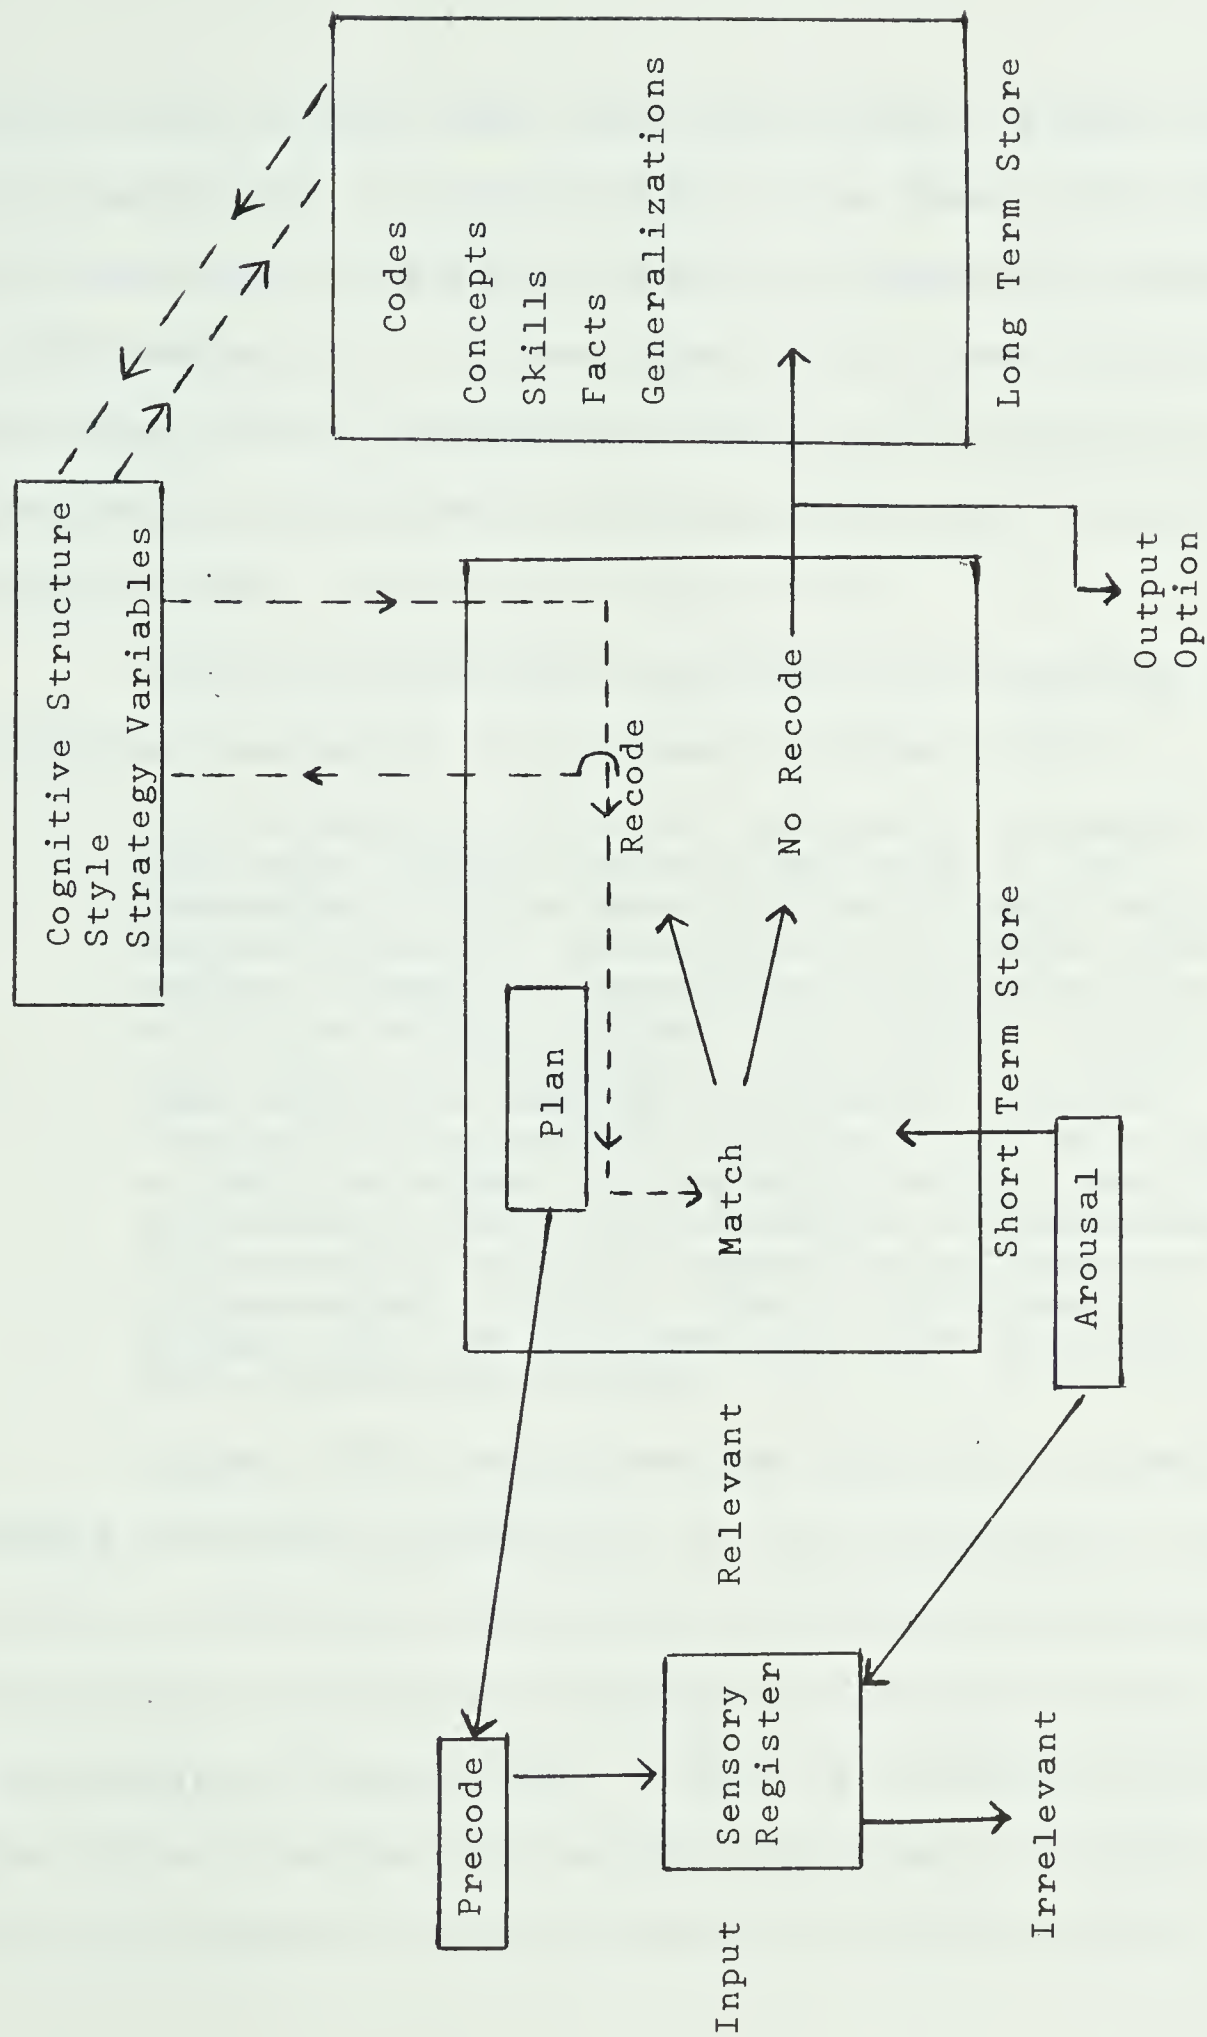 Cognitive Structure
Style
Strategy Variables
Codes
Concepts
Skills
Facts
Generalizations
Long Term Store
Precode
Plan
Recode
Input
Sensory
Register
Relevant
Match
No Recode
Short Term Store
Irrelevant
Arousal
Output
Option